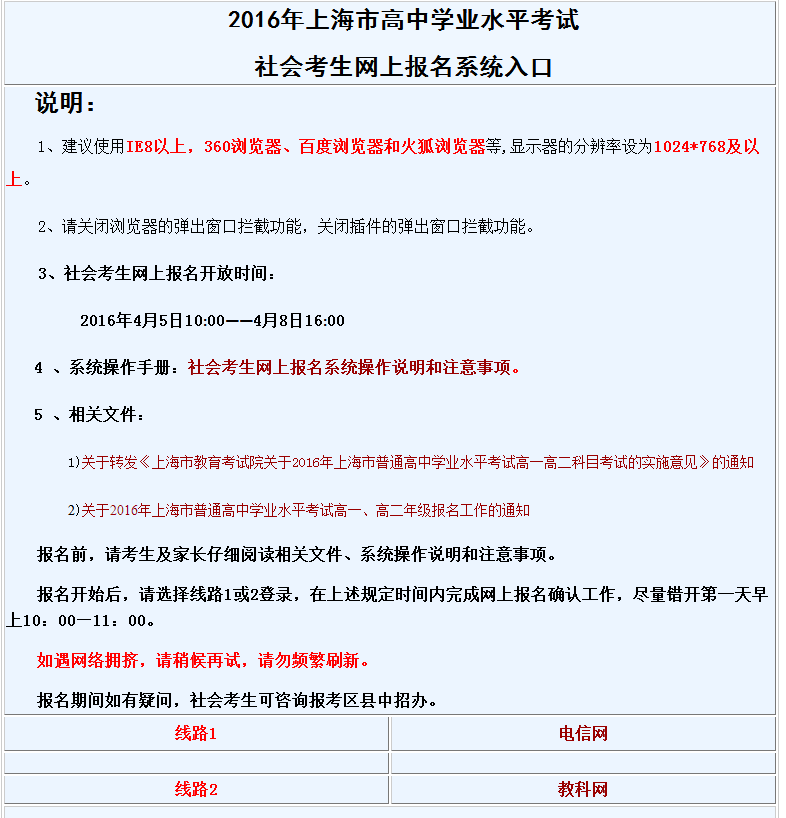 2016年上海市高中学业水平考试
社会考生网上报名系统入口
说明：
1、建议使用IE8以上，360浏览器、百度浏览器和火狐浏览器等,显示器的分辨率设为1024*768及以
上。
2、请关闭浏览器的弹出窗口拦截功能，关闭插件的弹出窗口拦截功能。
3、社会考生网上报名开放时间：
2016年4月5日10:00——4月8日16:00
4 、系统操作手册：社会考生网上报名系统操作说明和注意事项。
5 、相关文件：
1)关于转发《上海市教育考试院关于2016年上海市普通高中学业水平考试高一高二科目考试的实施意见》的通知
2)关于2016年上海市普通高中学业水平考试高一、高二年级报名工作的通知
报名前，请考生及家长仔细阅读相关文件、系统操作说明和注意事项。
报名开始后，请选择线路1或2登录，在上述规定时间内完成网上报名确认工作，尽量错开第一天早
上10：00－11：00。
如遇网络拥挤，请稍候再试，请勿频繁刷新。
报名期间如有疑问，社会考生可咨询报考区县中招办。
线路1 电信网
线路2 教科网